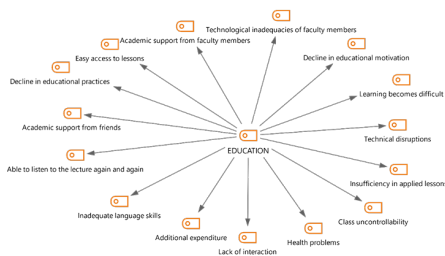 Technological inadequacies of faculty members
Academic support from faculty members
Decline in educational motivation
Easy access to lessons
Decline in educational practices
Learning becomes difficult
Academic support from friends
Technical disruptions
EDUCATION
Able to listen to the lecture again and again
Insufficiency in applied lessons
Inadequate language skills
Class uncontrollability
Additional expenditure
Health problems
Lack of interaction